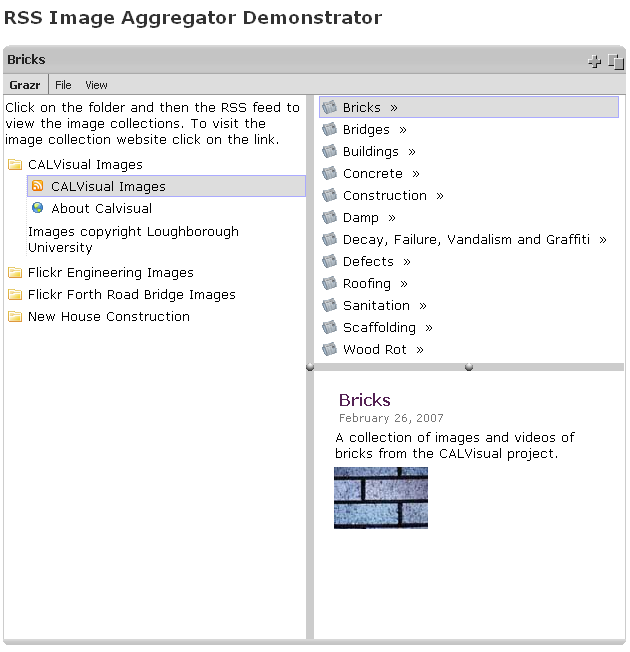 RSS Image Aggregator Demonstrator
Bricks
Grazr File View
Click on the folder and then the RSS feed to
view the image collections. To visit the
image collection website click on the link.
CALVisual Images
CALVisual Images
About Calvisual
Images copyright Loughborough
University
Flickr Engineering Images
Flickr Forth Road Bridge Images
New House Construction
Bricks »
Bridges »
Buildings »
Concrete »
Construction »
Damp »
Decay, Failure, Vandalism and Graffiti »
Defects »
Roofing »
Sanitation »
Scaffolding »
Wood Rot »
Bricks
February 26, 2007
A collection of images and videos of
bricks from the CALVisual project.